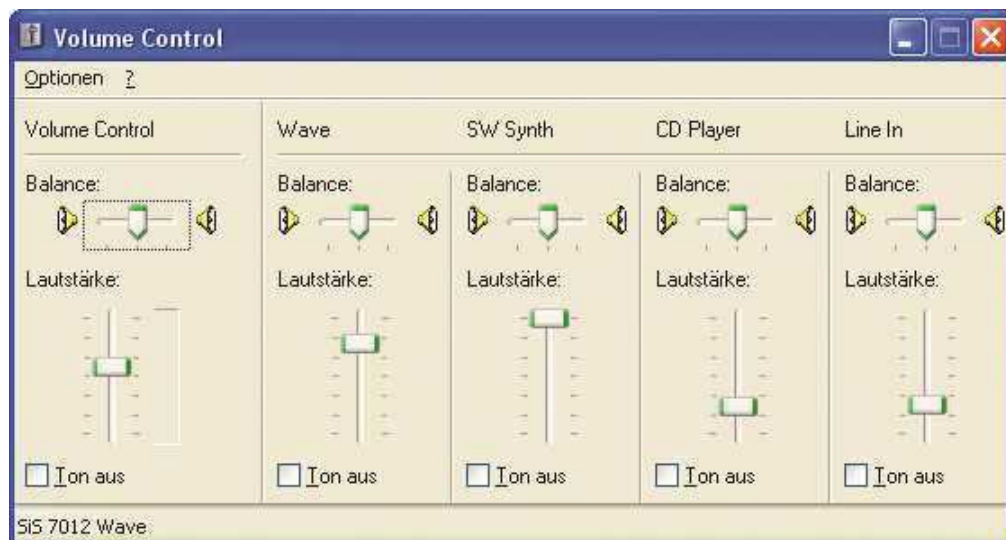 Volume Control
Optionen ?
Volume Control Wave SW Synth CD Player Line In
Balance: Balance: Balance: Balance: Balance:
Lautstärke: Lautstärke: Lautstärke: Lautstärke: Lautstärke:
Ton aus Ton aus Ton aus Ton aus Ton aus
SiS 7012 Wave